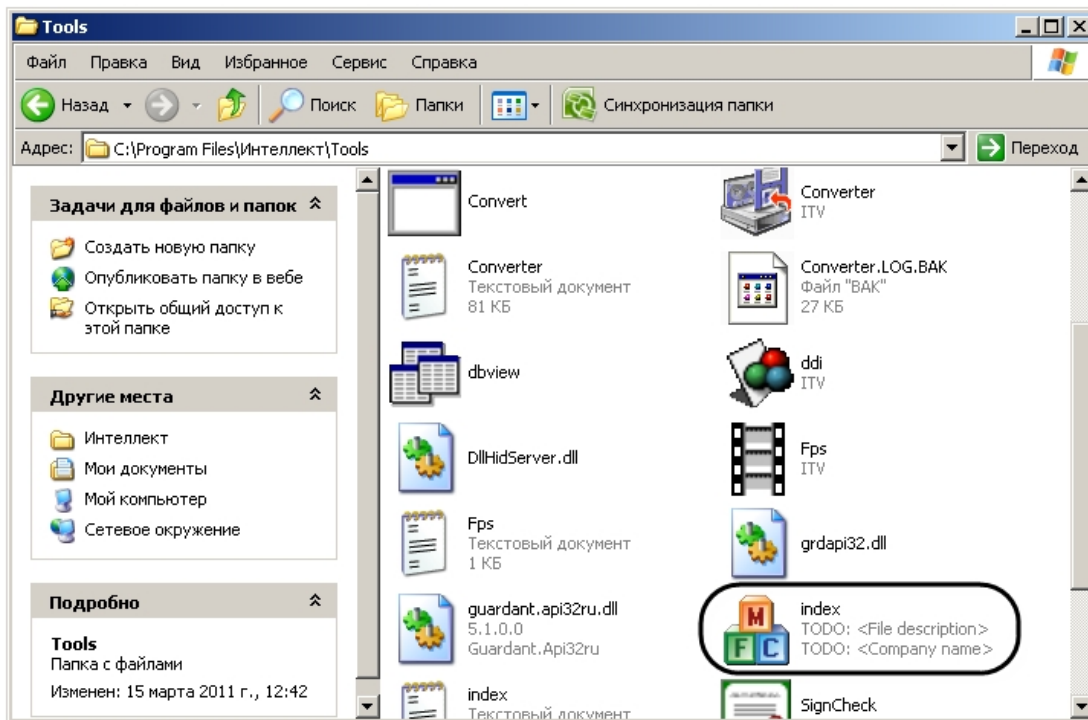 Tools
Файл Правка Вид Избранное Сервис Справка
Назад Поиск Папки Синхронизация папки
Адрес: C:\Program Files\Интеллект\Tools Переход
Задачи для файлов и папок
Создать новую папку
Опубликовать папку в вебе
Открыть общий доступ к
этой папке
Другие места
Интеллект
Мои документы
Мой компьютер
Сетевое окружение
Подробно
Tools
Папка с файлами
Изменен: 15 марта 2011 г., 12:42
Convert
Converter
ITV
Converter
Текстовый документ
81 КБ
Converter.LOG.BAK
Файл "BAK"
27 КБ
dbview
ddi
ITV
DllHidServer.dll
Fps
ITV
Fps
Текстовый документ
1 КБ
grdapi32.dll
guardant.api32ru.dll
5.1.0.0
Guardant.Api32ru
M
F C
index
TODO: <File description>
TODO: <Company name>
index
Текстовый документ
SignCheck